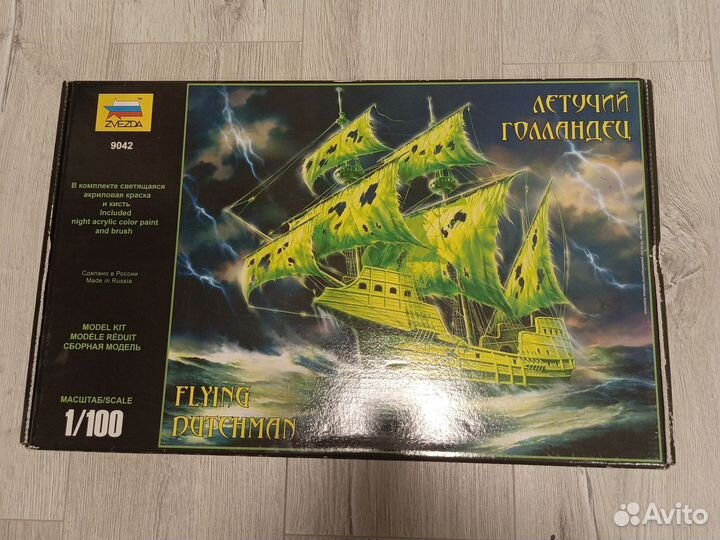 ZVEZDA
9042
В комплекте светящаяся
акриловая краска
и кисть
Included
night acrylic color paint
and brush
Сделано в России
Made in Russia
MODEL KIT
MODÈLE RÉDUIT
СБОРНАЯ МОДЕЛЬ
МАСШТАБ/SCALE
1/100
ЛЕТУЧИЙ
ГОЛЛАНДЕЦ
FLYING
DUTCHMAN
Avito